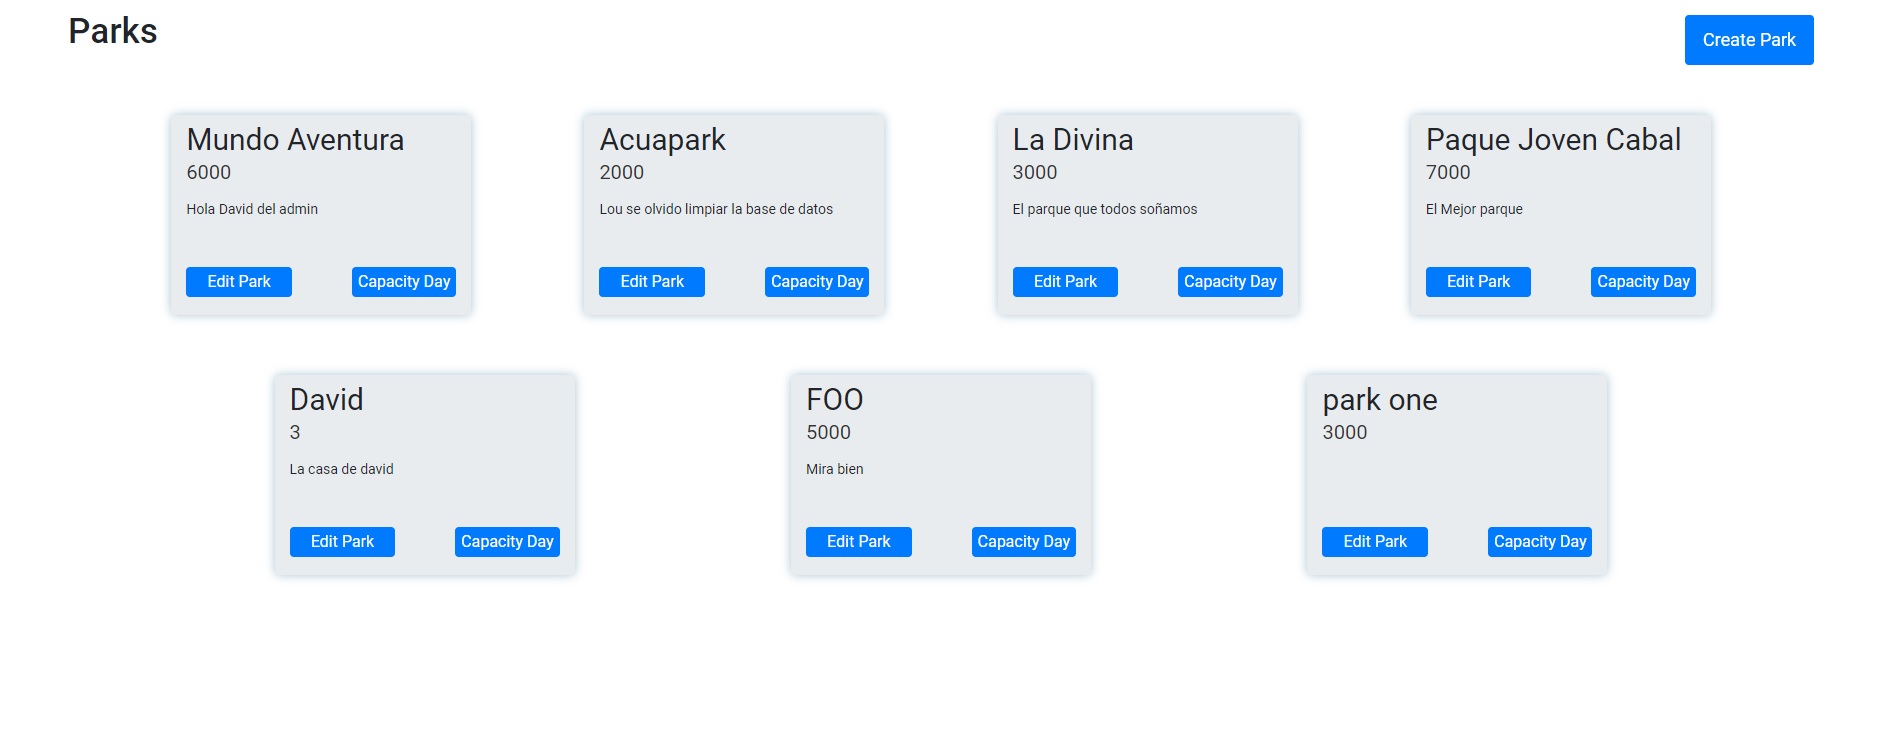 Parks
Create Park
Mundo Aventura
6000
Hola David del admin
Edit Park
Capacity Day
Acuapark
2000
Lou se olvido limpiar la base de datos
Edit Park
Capacity Day
La Divina
3000
El parque que todos soñamos
Edit Park
Capacity Day
Paque Joven Cabal
7000
El Mejor parque
Edit Park
Capacity Day
David
3
La casa de david
Edit Park
Capacity Day
FOO
5000
Mira bien
Edit Park
Capacity Day
park one
3000
Edit Park
Capacity Day